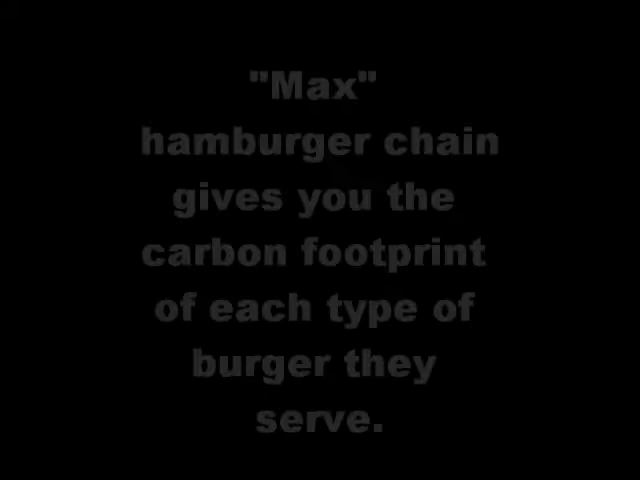 "Max"
hamburger chain
gives you the
carbon footprint
of each type of
burger they
serve.